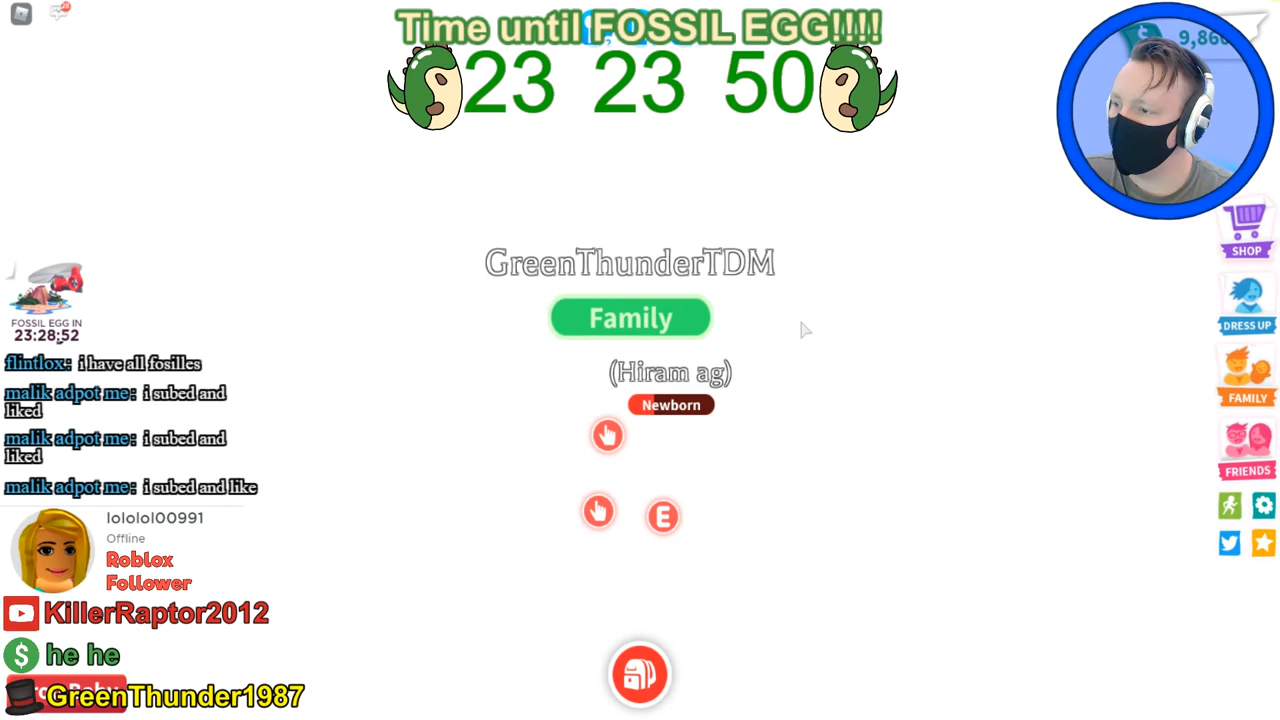 Time until FOSSIL EGG!!!!
23 23 50
9,86
SHOP
DRESS UP
FAMILY
FRIENDS
GreenThunderTDM
Family
(Hiram ag)
Newborn
E
FOSSIL EGG IN
23:28:52
flintlox: i have all fosilles
malik adpot me: i subed and
liked
malik adpot me: i subed and
liked
malik adpot me: i subed and like
lololol00991
Offline
Roblox
Follower
KillerRaptor2012
$ he he
GreenThunder1987